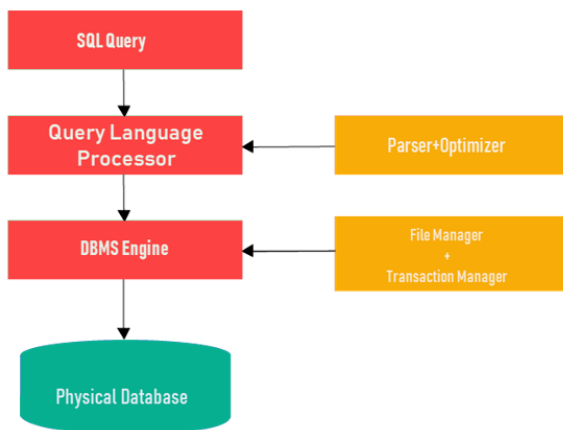 SQL Query
Query Language
Processor
Parser+Optimizer
DBMS Engine
File Manager
+
Transaction Manager
Physical Database